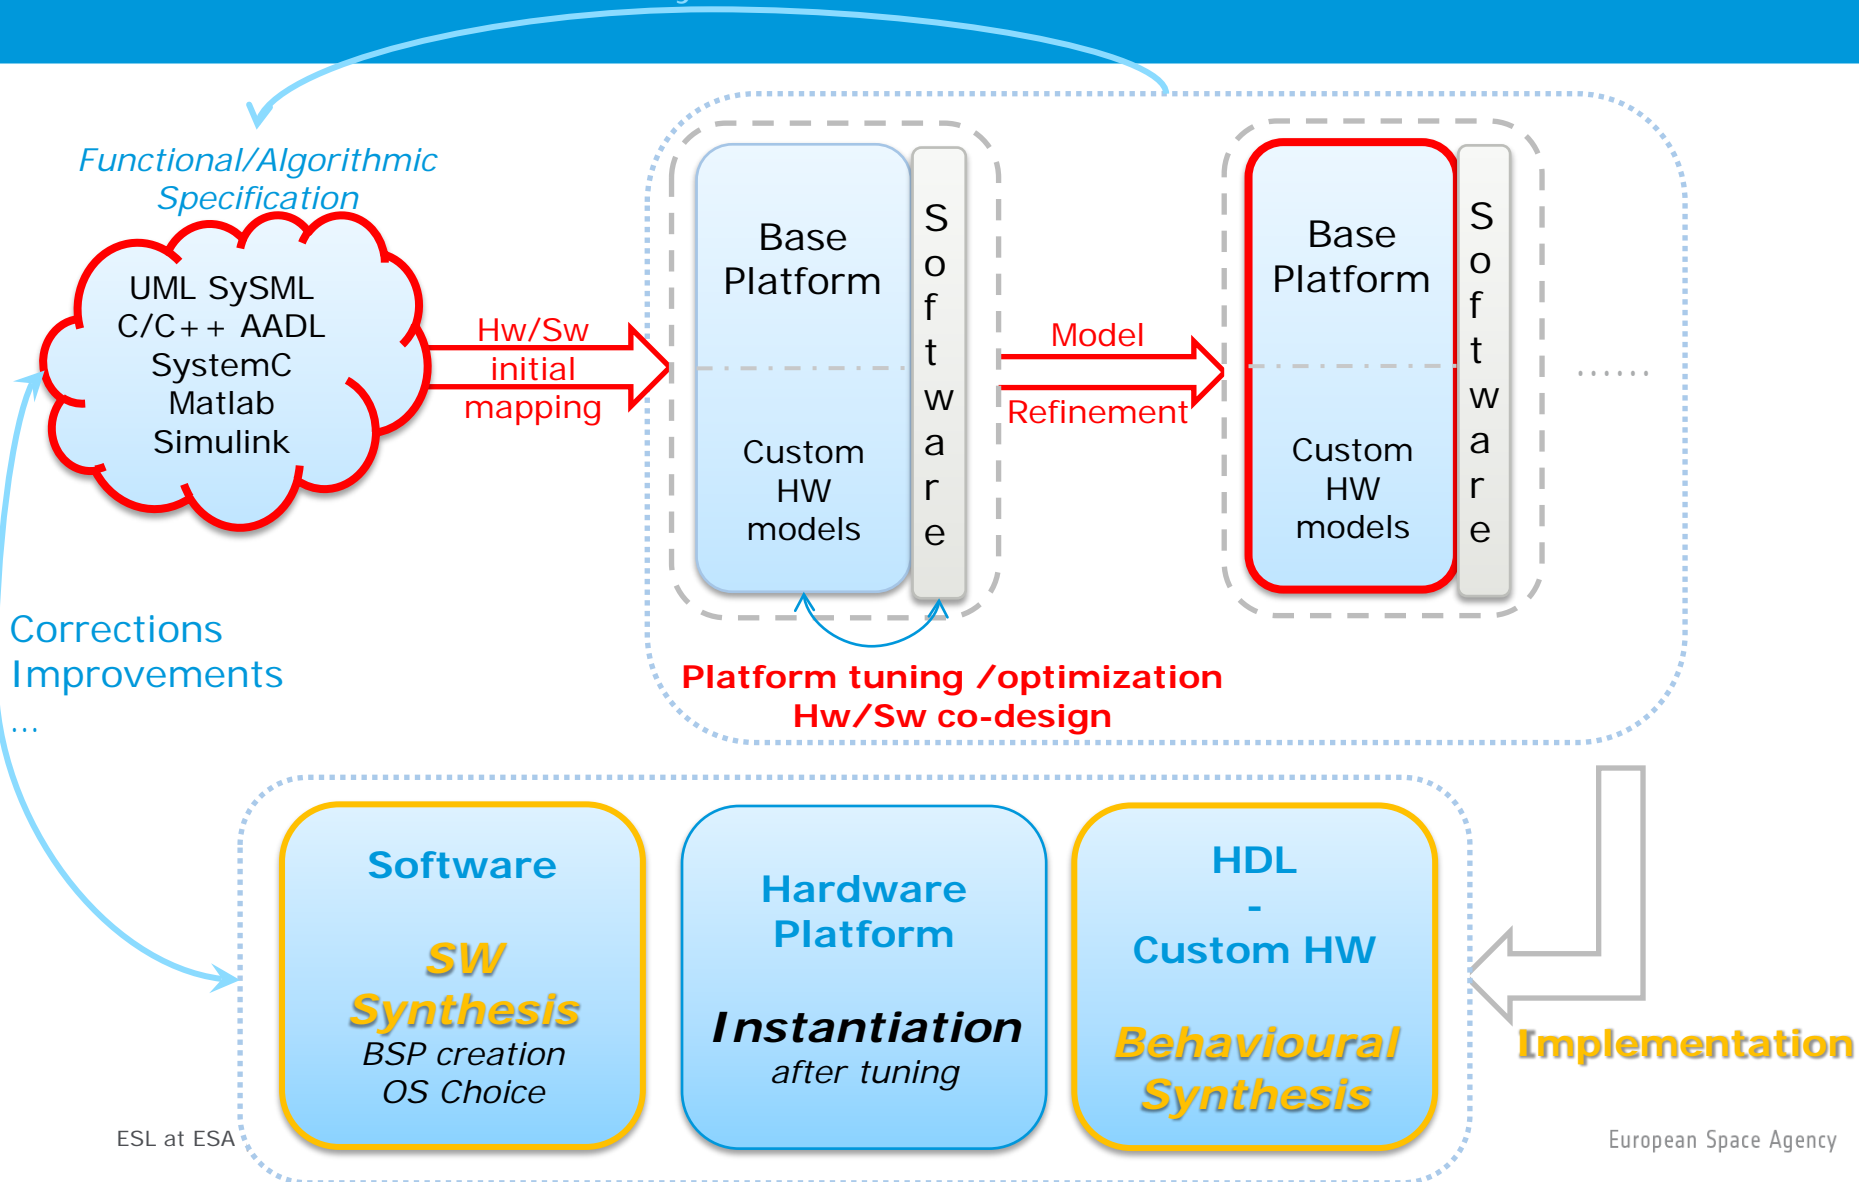 Functional/Algorithmic
Specification
UML SySML
C/C++ AADL
SystemC
Matlab
Simulink
Hw/Sw
initial
mapping
Base
Platform
Custom
HW
models
Software
Model
Refinement
Base
Platform
Custom
HW
models
Software
......
Platform tuning /optimization
Hw/Sw co-design
Corrections
Improvements
...
Software
SW
Synthesis
BSP creation
OS Choice
Hardware
Platform
Instantiation
after tuning
HDL
-
Custom HW
Behavioural
Synthesis
Implementation
ESL at ESA
European Space Agency